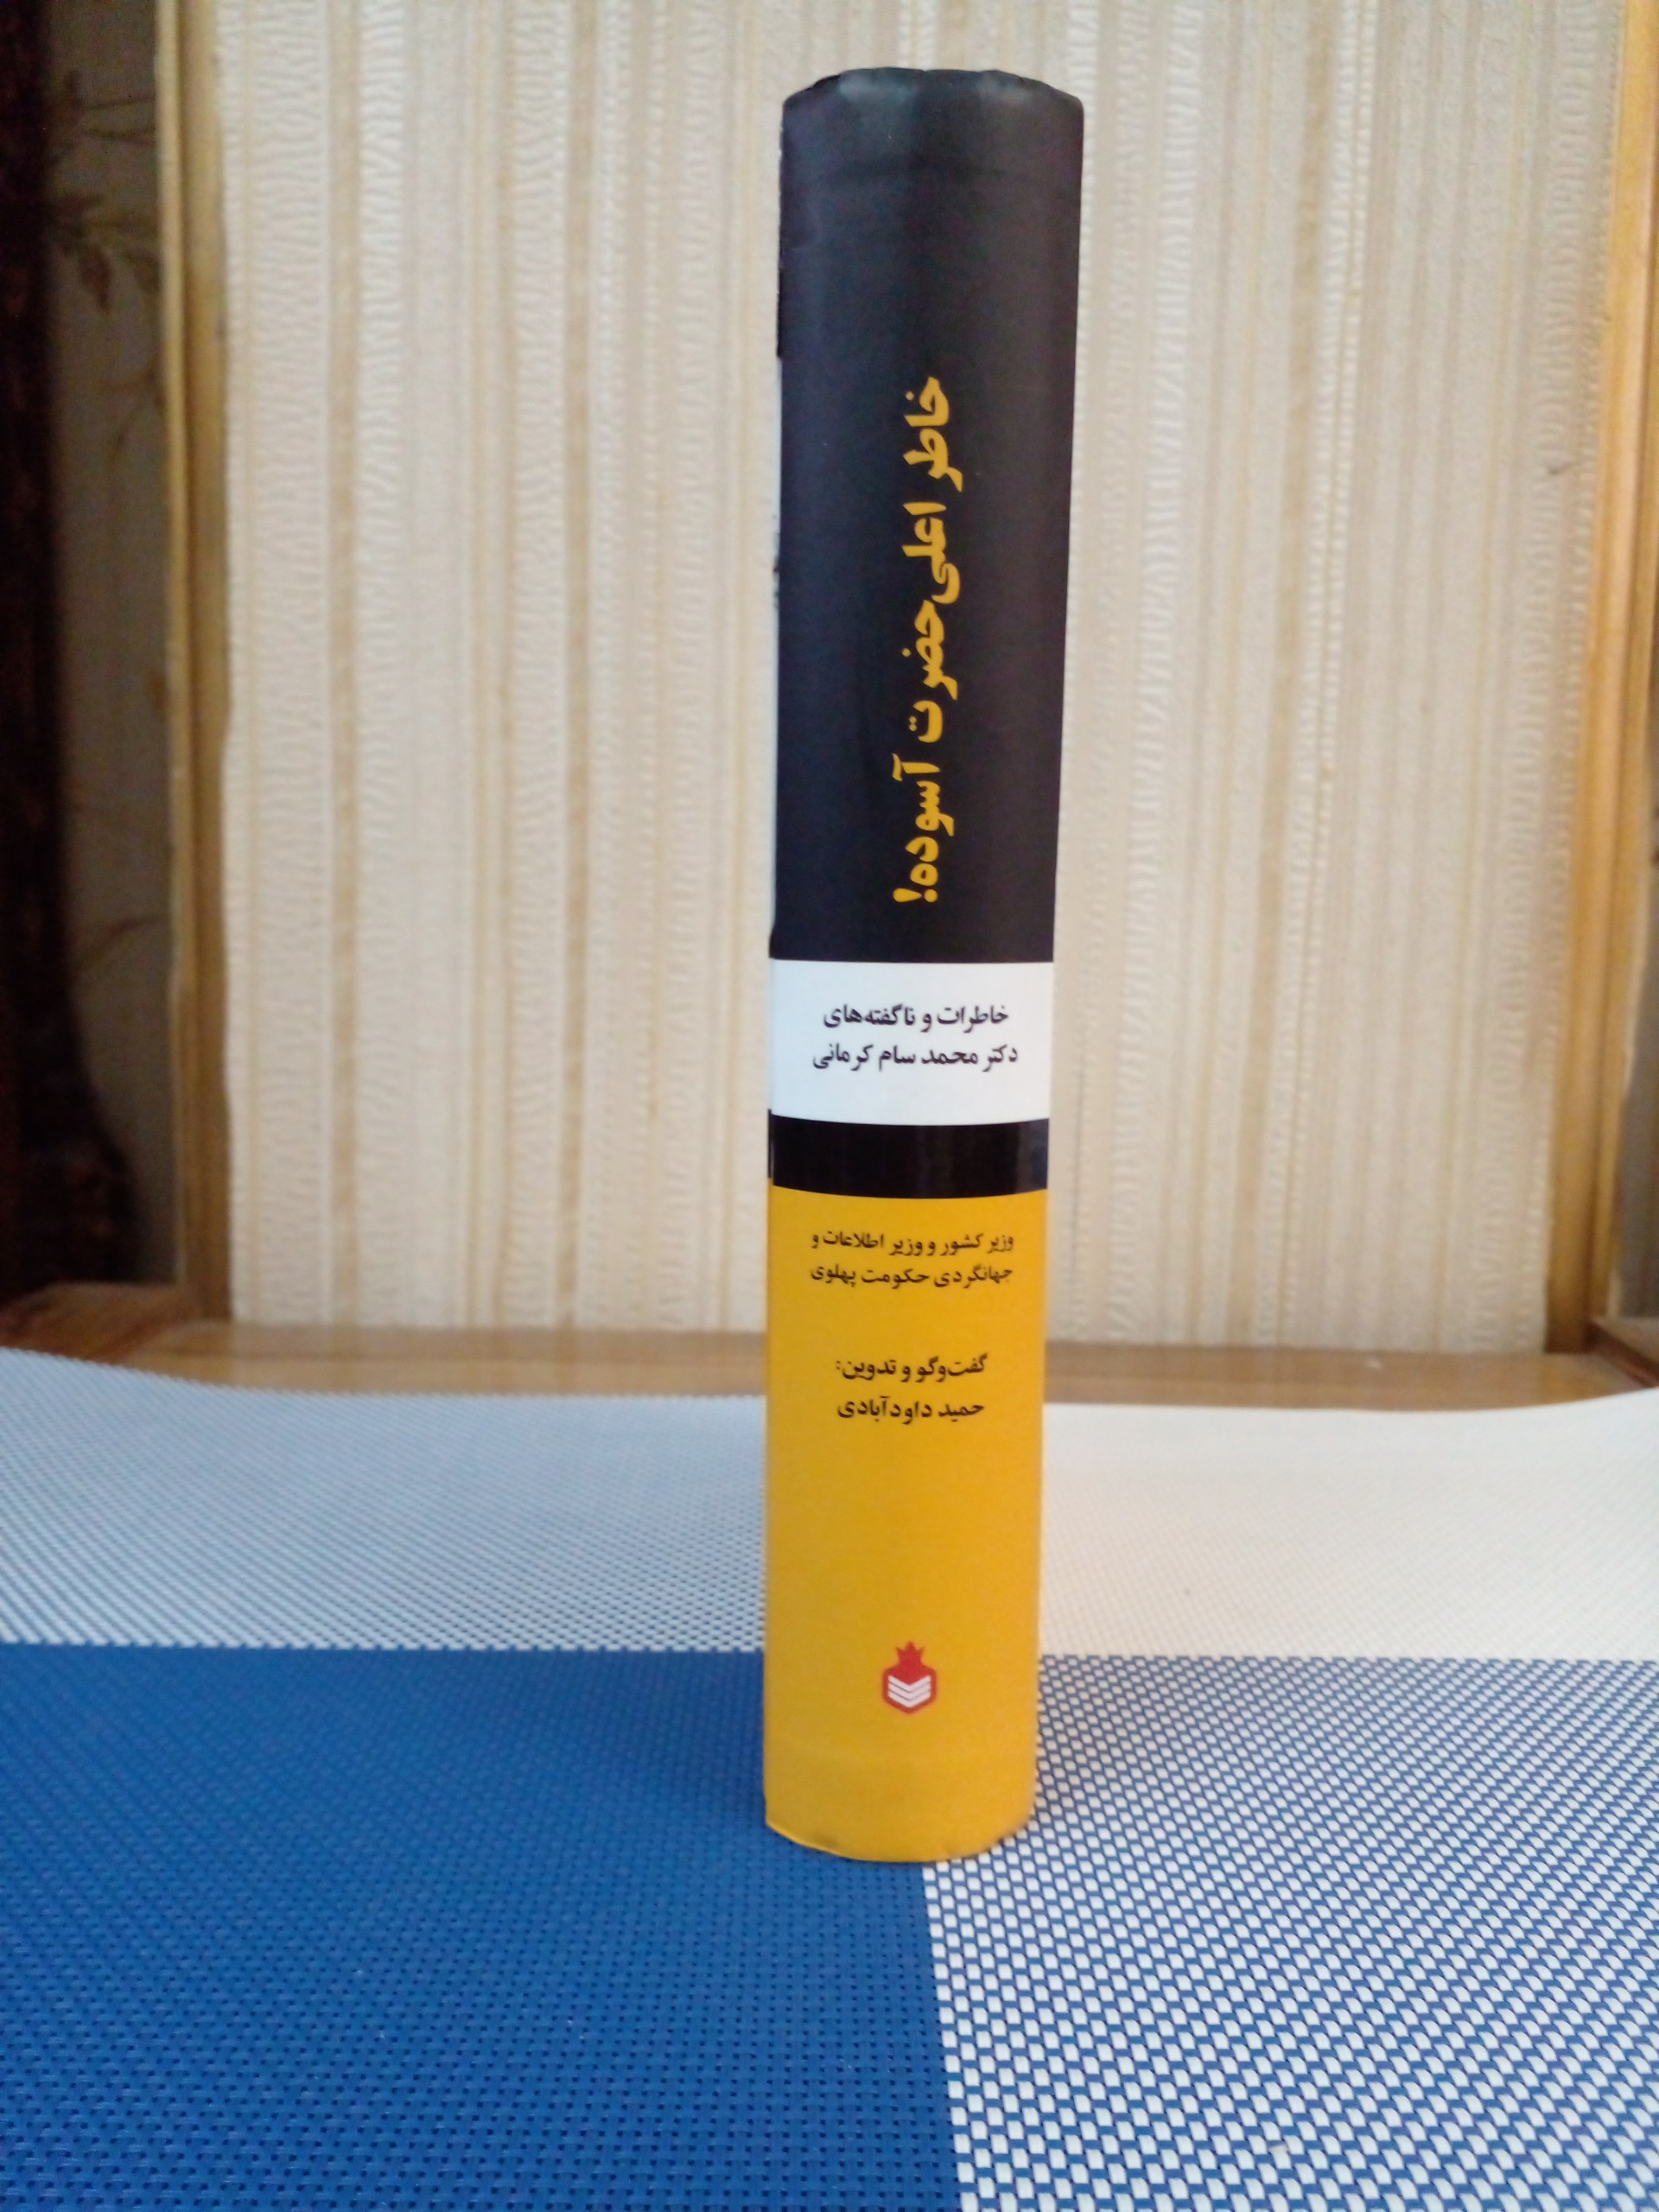 خاطر اعلی‌حضرت آسوده!
خاطرات و ناگفته‌های
دکتر محمد سام کرمانی
وزیر کشور و وزیر اطلاعات و
جهانگردی حکومت پهلوی
گفت‌وگو و تدوین:
حمید داودآبادی